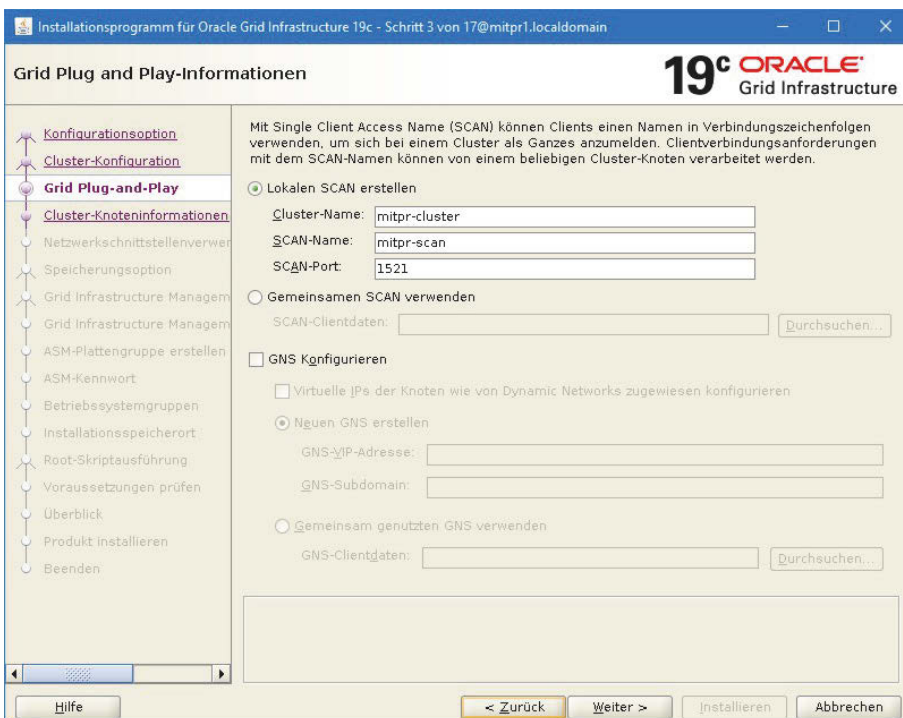 Installationsprogramm für Oracle Grid Infrastructure 19c - Schritt 3 von 17@mitpr1.localdomain
Grid Plug and Play-Informationen
19c ORACLE
Grid Infrastructure
Konfigurationsoption
Cluster-Konfiguration
Grid Plug-and-Play
Cluster-Knoteninformationen
Netzwerkschnittstellenverwer
Speicherungsoption
Grid Infrastructure Managem
Grid Infrastructure Managem
ASM-Plattengruppe erstellen
ASM-Kennwort
Betriebssystemgruppen
Installationsspeicherort
Root-Skriptausführung
Voraussetzungen prüfen
Überblick
Produkt installieren
Beenden
Mit Single Client Access Name (SCAN) können Clients einen Namen in Verbindungszeichenfolgen
verwenden, um sich bei einem Cluster als Ganzes anzumelden. Clientverbindungsanforderungen
mit dem SCAN-Namen können von einem beliebigen Cluster-Knoten verarbeitet werden.
Lokalen SCAN erstellen
Cluster-Name: mitpr-cluster
SCAN-Name: mitpr-scan
SCAN-Port: 1521
Gemeinsamen SCAN verwenden
SCAN-Clientdaten: Durchsuchen...
GNS Konfigurieren
Virtuelle IPs der Knoten wie von Dynamic Networks zugewiesen konfigurieren
Neuen GNS erstellen
GNS-VIP-Adresse:
GNS-Subdomain:
Gemeinsam genutzten GNS verwenden
GNS-Clientdaten: Durchsuchen...
Hilfe < Zurück Weiter > Installieren Abbrechen